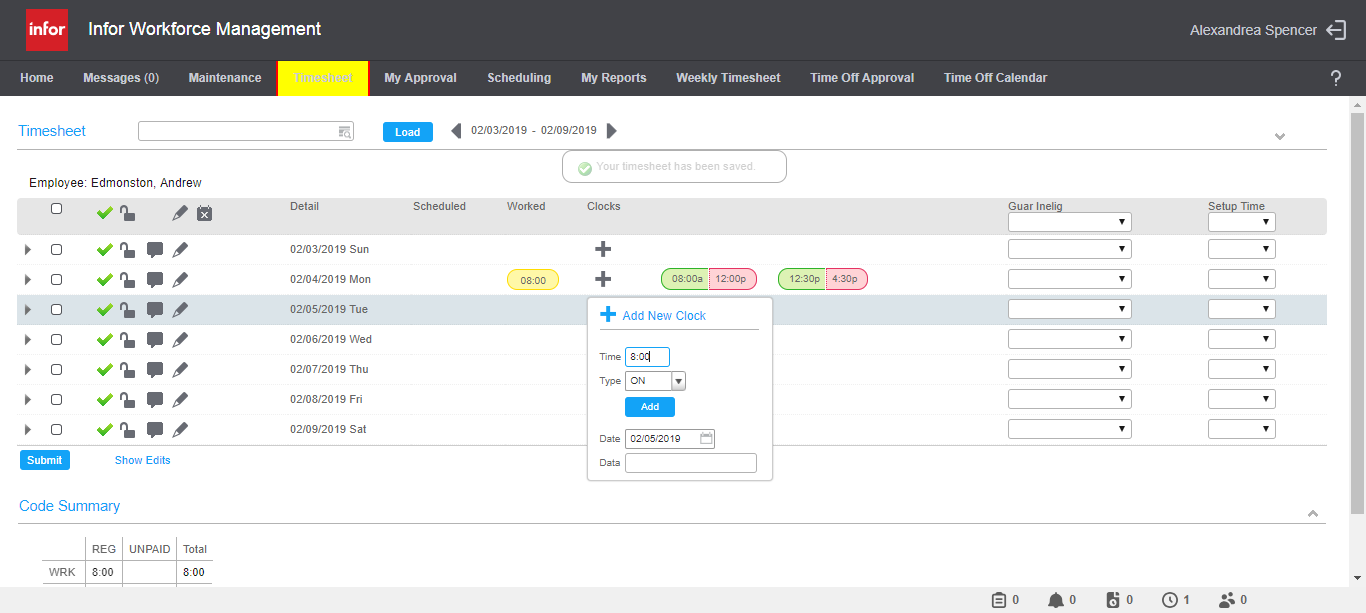 infor Infor Workforce Management Alexandrea Spencer
Home Messages (0) Maintenance Timesheet My Approval Scheduling My Reports Weekly Timesheet Time Off Approval Time Off Calendar ?
Timesheet Load 02/03/2019 - 02/09/2019
Your timesheet has been saved.
Employee: Edmonston, Andrew
Detail Scheduled Worked Clocks Guar Inelig Setup Time
02/03/2019 Sun
02/04/2019 Mon 08:00 08:00a 12:00p 12:30p 4:30p
02/05/2019 Tue
02/06/2019 Wed
02/07/2019 Thu
02/08/2019 Fri
02/09/2019 Sat
Add New Clock
Time 8:00
Type ON
Add
Date 02/05/2019
Data
Submit Show Edits
Code Summary
REG UNPAID Total
WRK 8:00 8:00
0 0 0 1 0